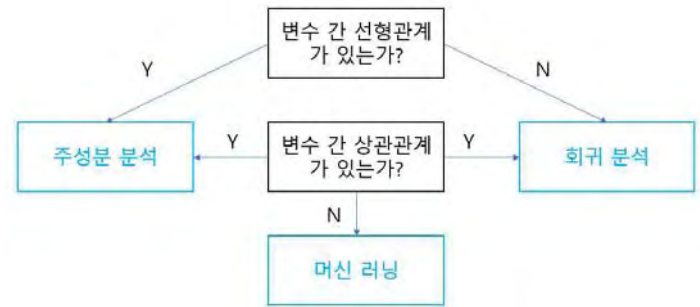 변수 간 선형관계
가 있는가?
Y
N
주성분 분석
Y
변수 간 상관관계
가 있는가?
Y
회귀 분석
N
머신 러닝